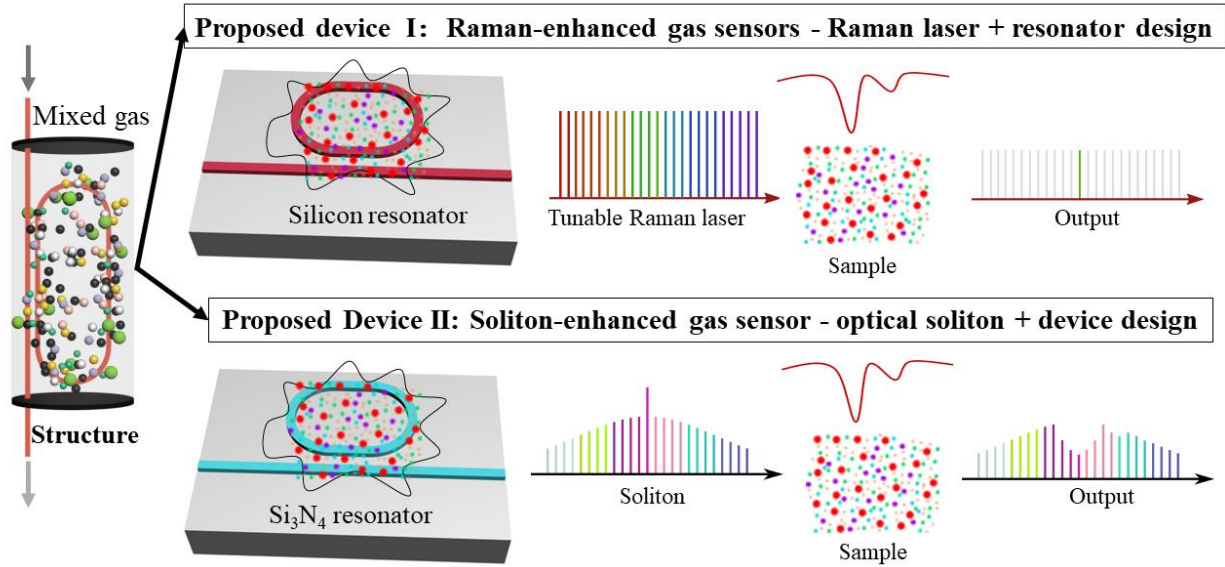 Proposed device I: Raman-enhanced gas sensors - Raman laser + resonator design
Mixed gas
Silicon resonator
Tunable Raman laser
Sample
Output
Proposed Device II: Soliton-enhanced gas sensor - optical soliton + device design
Structure
Si₃N₄ resonator
Soliton
Sample
Output